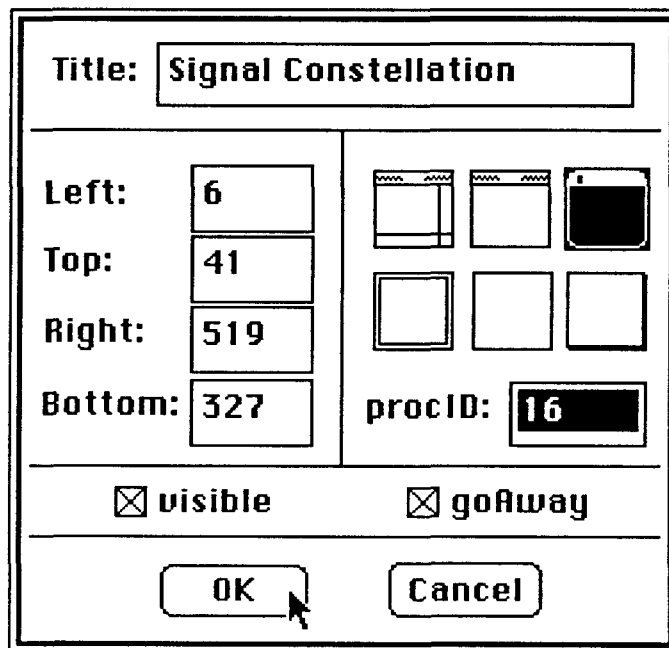 Title: Signal Constellation
Left: 6
Top: 41
Right: 519
Bottom: 327
procID: 16
visible goAway
OK Cancel